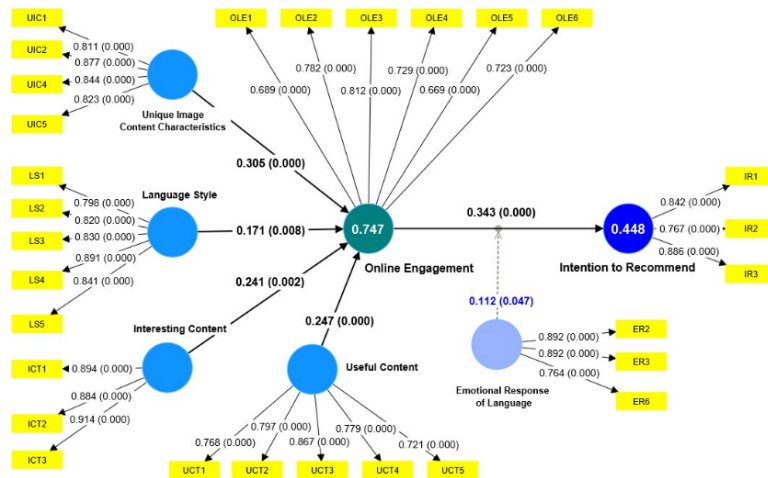 UIC1
UIC2
UIC4
UIC5
0.811 (0.000)
0.877 (0.000)
0.844 (0.000)
0.823 (0.000)
Unique Image
Content Characteristics
OLE1
OLE2
OLE3
OLE4
OLE5
OLE6
0.689 (0.000)
0.782 (0.000)
0.812 (0.000)
0.729 (0.000)
0.669 (0.000)
0.723 (0.000)
0.305 (0.000)
LS1
LS2
LS3
LS4
LS5
0.798 (0.000)
0.820 (0.000)
0.830 (0.000)
0.891 (0.000)
0.841 (0.000)
Language Style
0.171 (0.008)
0.747
Online Engagement
0.343 (0.000)
0.448
Intention to Recommend
0.842 (0.000)
0.767 (0.000)
0.886 (0.000)
IR1
IR2
IR3
0.241 (0.002)
Interesting Content
ICT1
ICT2
ICT3
0.894 (0.000)
0.884 (0.000)
0.914 (0.000)
0.247 (0.000)
Useful Content
0.768 (0.000)
0.797 (0.000)
0.867 (0.000)
0.779 (0.000)
0.721 (0.000)
UCT1
UCT2
UCT3
UCT4
UCT5
0.112 (0.047)
Emotional Response
of Language
0.892 (0.000)
0.892 (0.000)
0.764 (0.000)
ER2
ER3
ER6